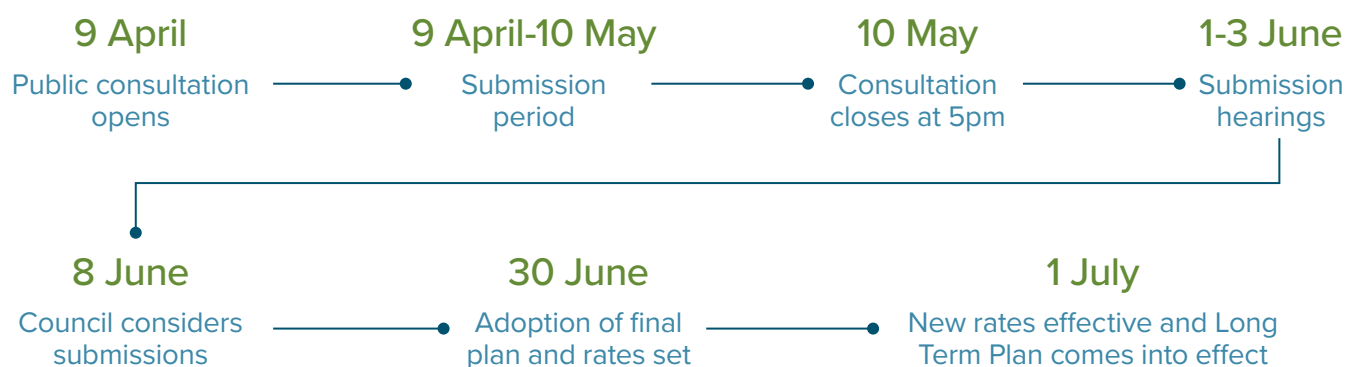 9 April
Public consultation
opens
9 April-10 May
Submission
period
10 May
Consultation
closes at 5pm
1-3 June
Submission
hearings
8 June
Council considers
submissions
30 June
Adoption of final
plan and rates set
1 July
New rates effective and Long
Term Plan comes into effect